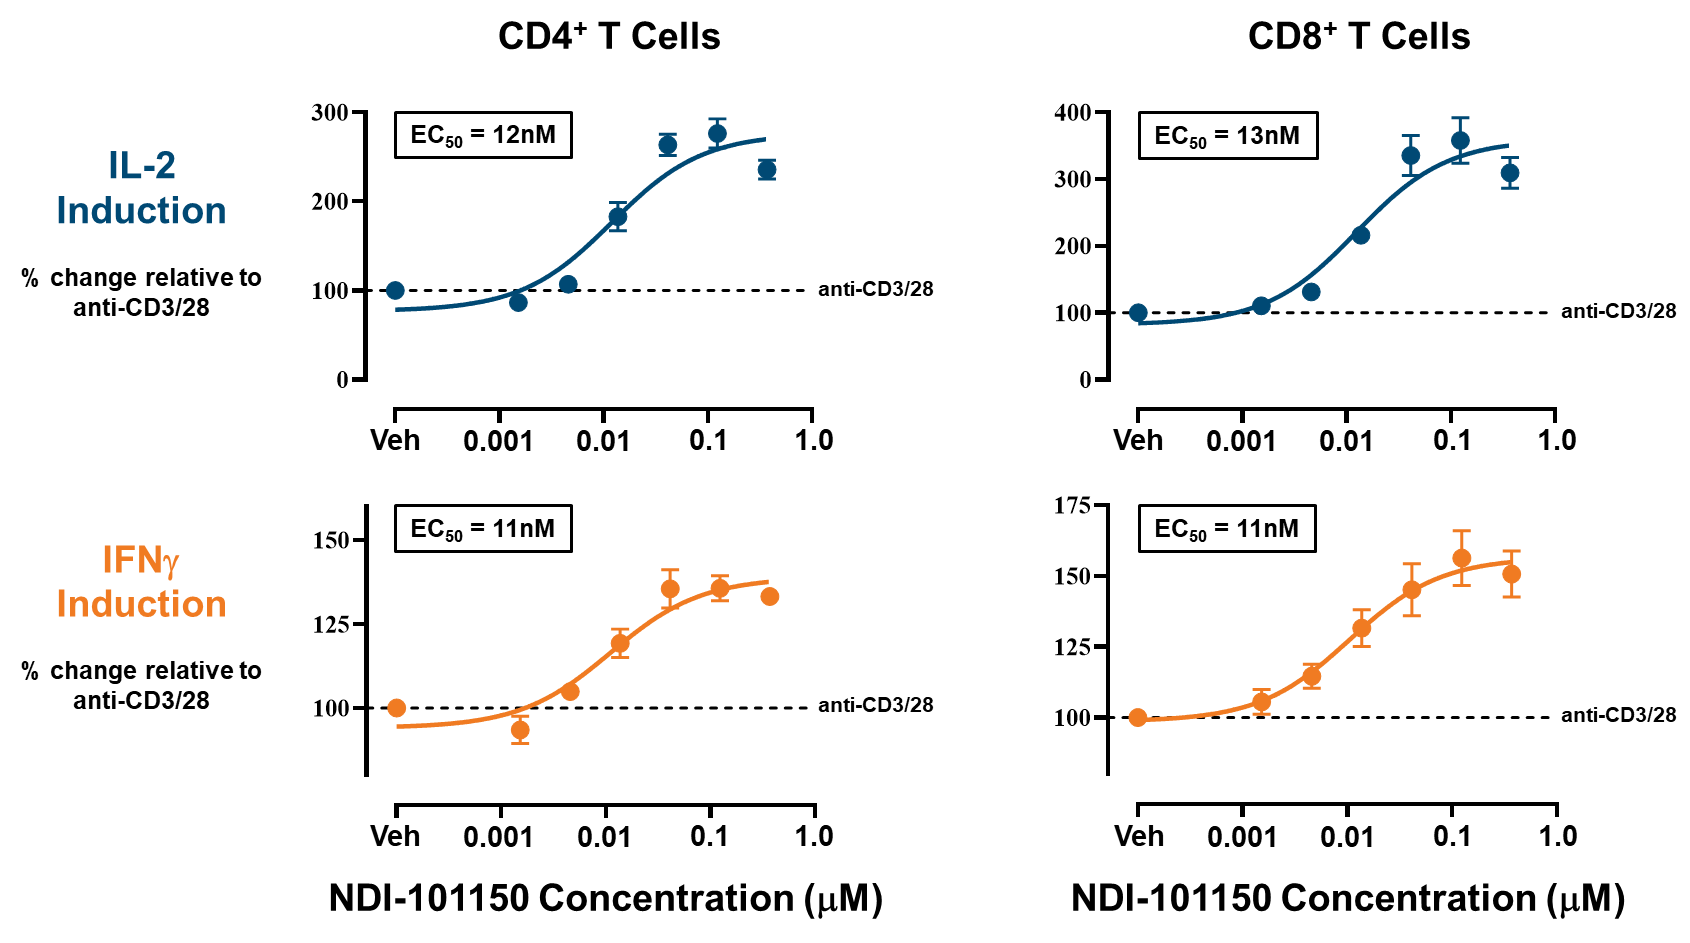 CD4⁺ T Cells
CD8⁺ T Cells
IL-2
Induction
% change relative to
anti-CD3/28
300
200
100
0
EC₅₀ = 12nM
anti-CD3/28
Veh 0.001 0.01 0.1 1.0
400
300
200
100
0
EC₅₀ = 13nM
anti-CD3/28
Veh 0.001 0.01 0.1 1.0
IFNγ
Induction
% change relative to
anti-CD3/28
150
125
100
EC₅₀ = 11nM
anti-CD3/28
Veh 0.001 0.01 0.1 1.0
NDI-101150 Concentration (μM)
175
150
125
100
EC₅₀ = 11nM
anti-CD3/28
Veh 0.001 0.01 0.1 1.0
NDI-101150 Concentration (μM)